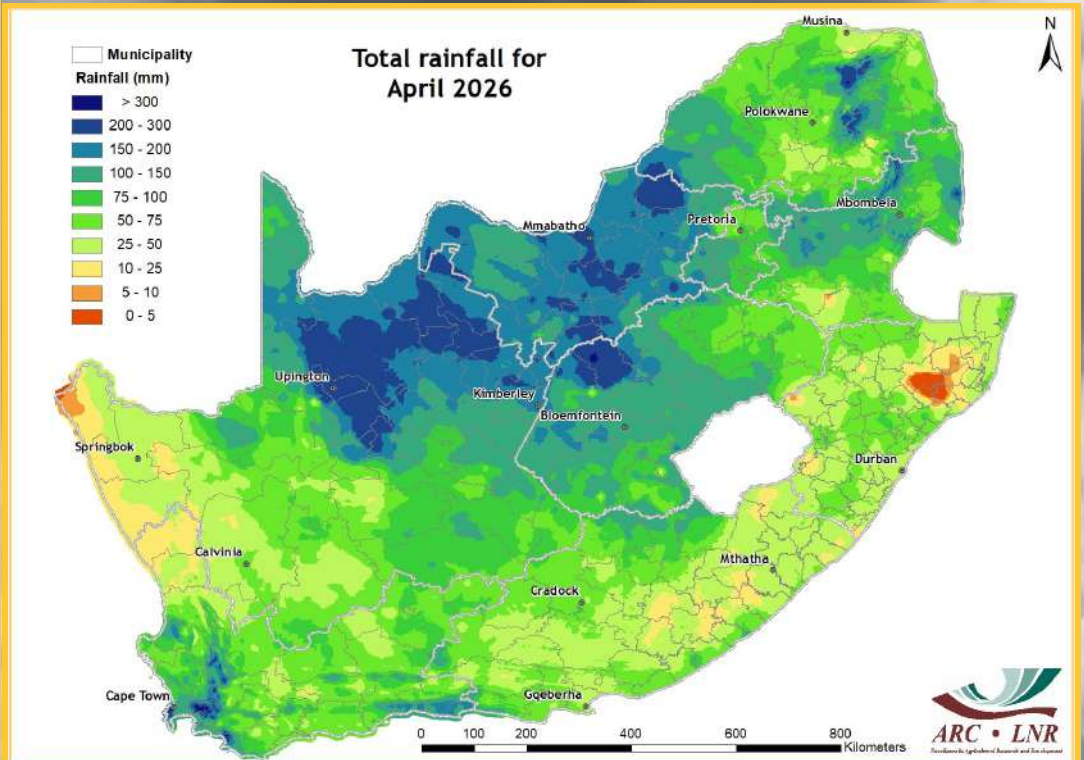 Total rainfall for
April 2026
Municipality
Rainfall (mm)
> 300
200 - 300
150 - 200
100 - 150
75 - 100
50 - 75
25 - 50
10 - 25
5 - 10
0 - 5
N
Musina
Polokwane
Mbombela
Pretoria
Mmabatho
Upington
Kimberley
Bloemfontein
Springbok
Durban
Calvinia
Mthatha
Cradock
Cape Town
Gqeberha
0 100 200 400 600 800
Kilometers
ARC • LNR